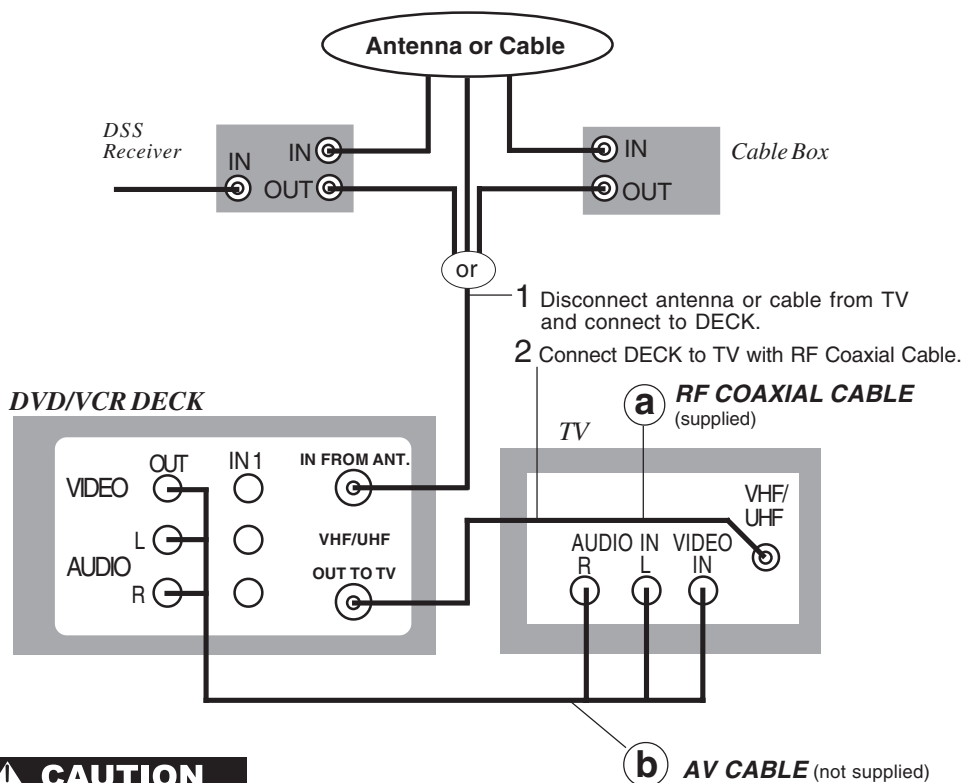 Antenna or Cable
DSS
Receiver
IN
IN
OUT
IN
OUT
Cable Box
or
1 Disconnect antenna or cable from TV
and connect to DECK.
2 Connect DECK to TV with RF Coaxial Cable.
DVD/VCR DECK
a RF COAXIAL CABLE
(supplied)
TV
OUT
IN 1
IN FROM ANT.
VIDEO
L
AUDIO
R
VHF/UHF
OUT TO TV
VHF/
UHF
AUDIO IN
R
L
VIDEO
IN
b AV CABLE (not supplied)
CAUTION